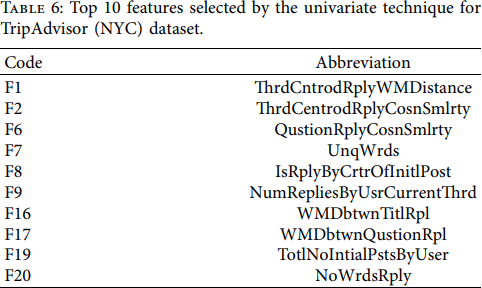 TABLE 6: Top 10 features selected by the univariate technique for
TripAdvisor (NYC) dataset.
Code Abbreviation
F1 ThrdCntrodRplyWMDistance
F2 ThrdCentrodRplyCosnSmlrty
F6 QustionRplyCosnSmlrty
F7 UnqWrds
F8 IsRplyByCrtrOfInitlPost
F9 NumRepliesByUsrCurrentThrd
F16 WMDbtwnTitlRpl
F17 WMDbtwnQustionRpl
F19 TotlNoIntialPstsByUser
F20 NoWrdsRply